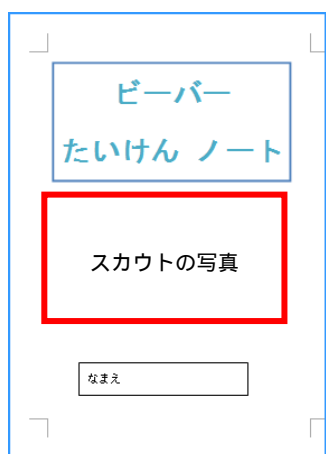 ビーバー
たいけん ノート
スカウトの写真
なまえ